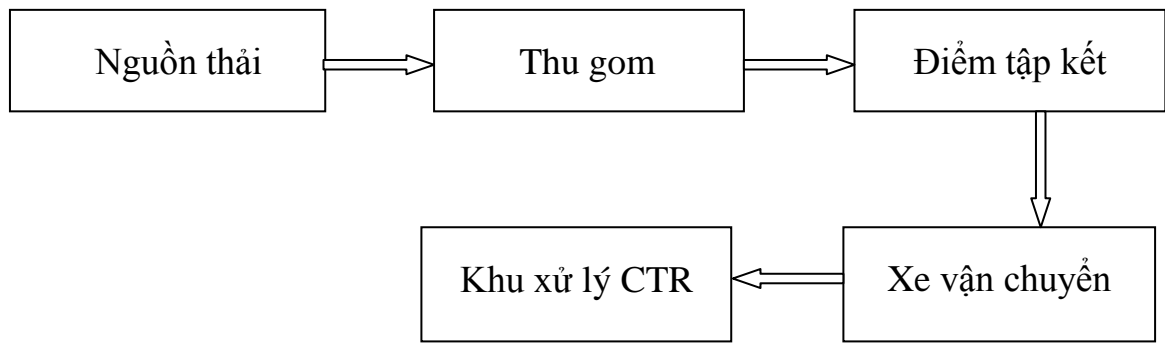 Nguồn thải
Thu gom
Điểm tập kết
Xe vận chuyển
Khu xử lý CTR